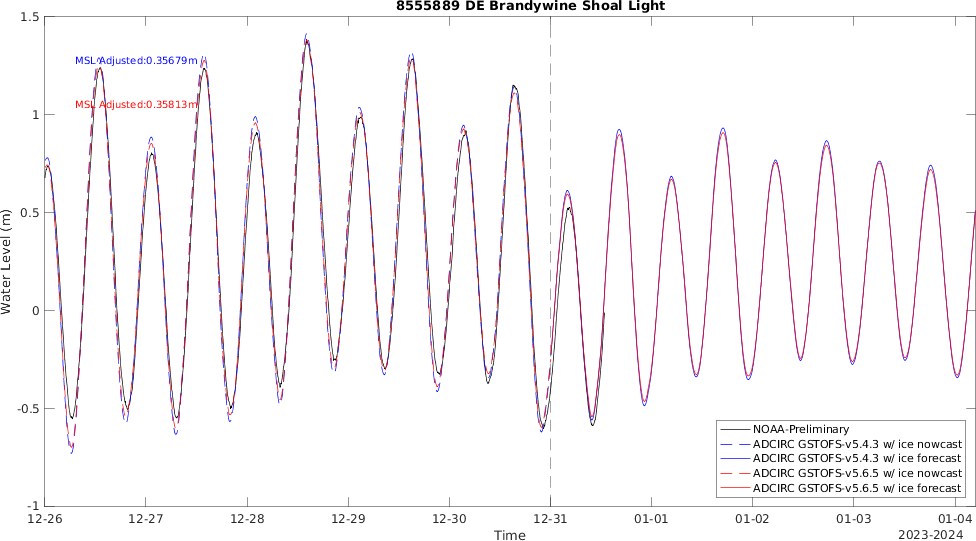 8555889 DE Brandywine Shoal Light
MSL Adjusted:0.35679m
MSL Adjusted:0.35813m
Water Level (m)
1.5
1
0.5
0
-0.5
-1
NOAA-Preliminary
ADCIRC GSTOFS-v5.4.3 w/ ice nowcast
ADCIRC GSTOFS-v5.4.3 w/ ice forecast
ADCIRC GSTOFS-v5.6.5 w/ ice nowcast
ADCIRC GSTOFS-v5.6.5 w/ ice forecast
12-26 12-27 12-28 12-29 12-30 12-31 01-01 01-02 01-03 01-04
Time
2023-2024